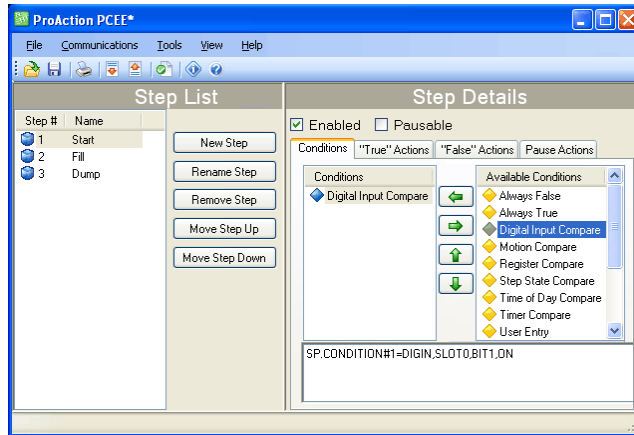 ProAction PCEE*
File Communications Tools View Help
Step List
Step # Name
1 Start
2 Fill
3 Dump
New Step
Rename Step
Remove Step
Move Step Up
Move Step Down
Step Details
Enabled Pausable
Conditions "True" Actions "False" Actions Pause Actions
Conditions
Digital Input Compare
Available Conditions
Always False
Always True
Digital Input Compare
Motion Compare
Register Compare
Step State Compare
Time of Day Compare
Timer Compare
User Entry
SP.CONDITION#1=DIGIN,SLOT0,BIT1,ON